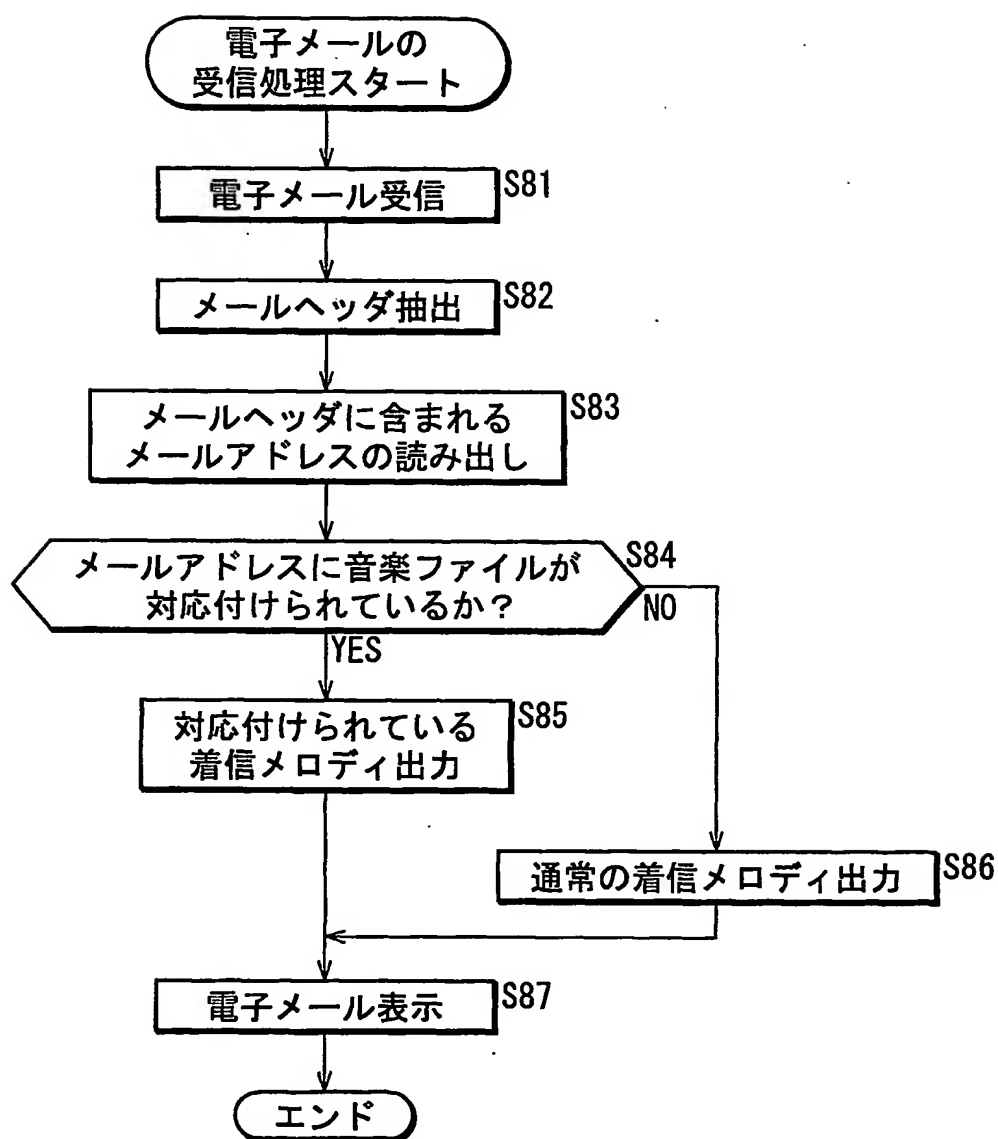 電子メールの
受信処理スタート
電子メール受信
S81
メールヘッダ抽出
S82
メールヘッダに含まれる
メールアドレスの読み出し
S83
メールアドレスに音楽ファイルが
対応付けられているか？
S84
NO
YES
対応付けられている
着信メロディ出力
S85
通常の着信メロディ出力
S86
電子メール表示
S87
エンド